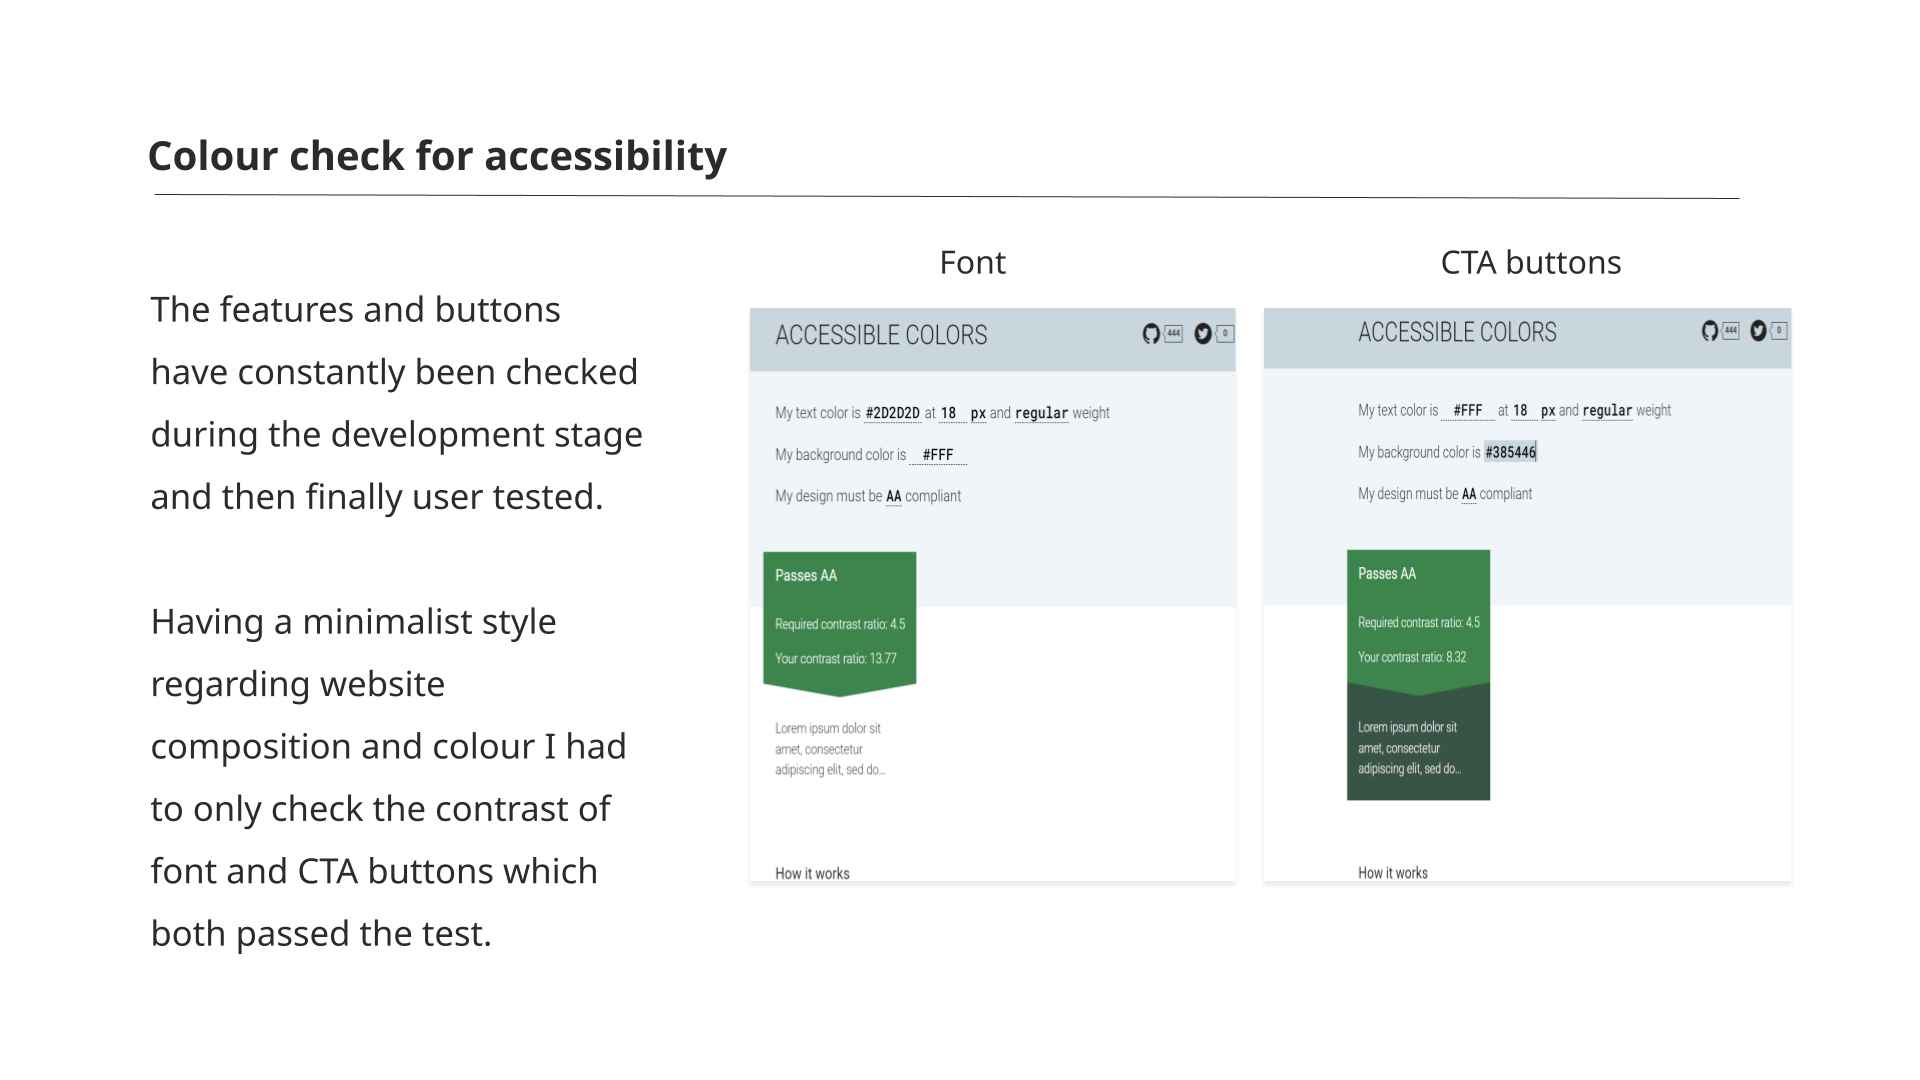 Colour check for accessibility
The features and buttons
have constantly been checked
during the development stage
and then finally user tested.
Having a minimalist style
regarding website
composition and colour I had
to only check the contrast of
font and CTA buttons which
both passed the test.
Font
ACCESSIBLE COLORS 444 0
My text color is #2D2D2D at 18 px and regular weight
My background color is #FFF
My design must be AA compliant
Passes AA
Required contrast ratio: 4.5
Your contrast ratio: 13.77
Lorem ipsum dolor sit
amet, consectetur
adipiscing elit, sed do...
How it works
CTA buttons
ACCESSIBLE COLORS 444 0
My text color is #FFF at 18 px and regular weight
My background color is #385446
My design must be AA compliant
Passes AA
Required contrast ratio: 4.5
Your contrast ratio: 8.32
Lorem ipsum dolor sit
amet, consectetur
adipiscing elit, sed do...
How it works